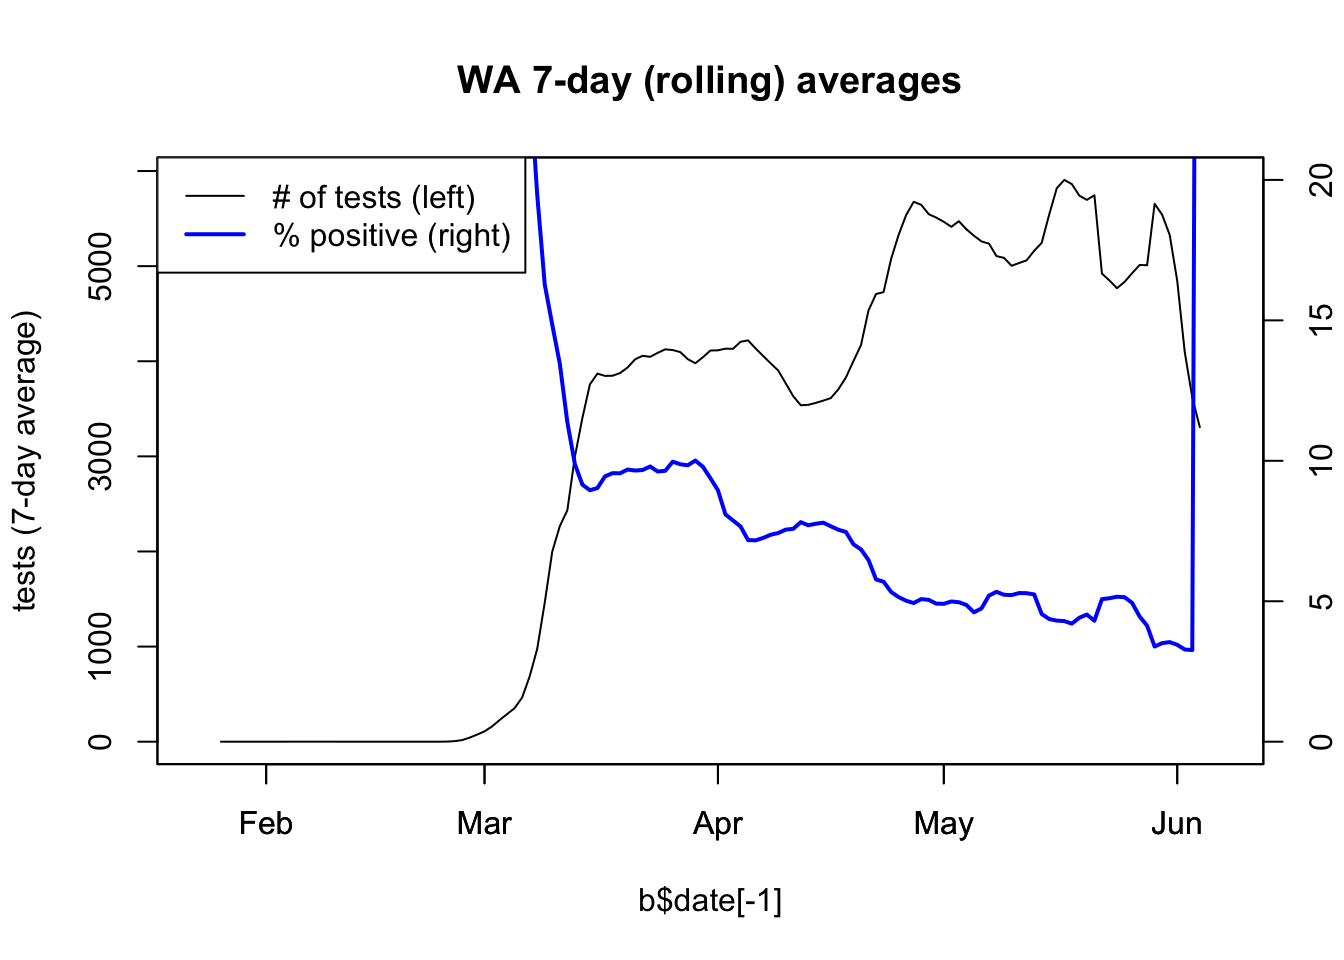 WA 7-day (rolling) averages
# of tests (left)
% positive (right)
tests (7-day average)
5000
3000
1000
0
20
15
10
5
0
Feb Mar Apr May Jun
b$date[-1]